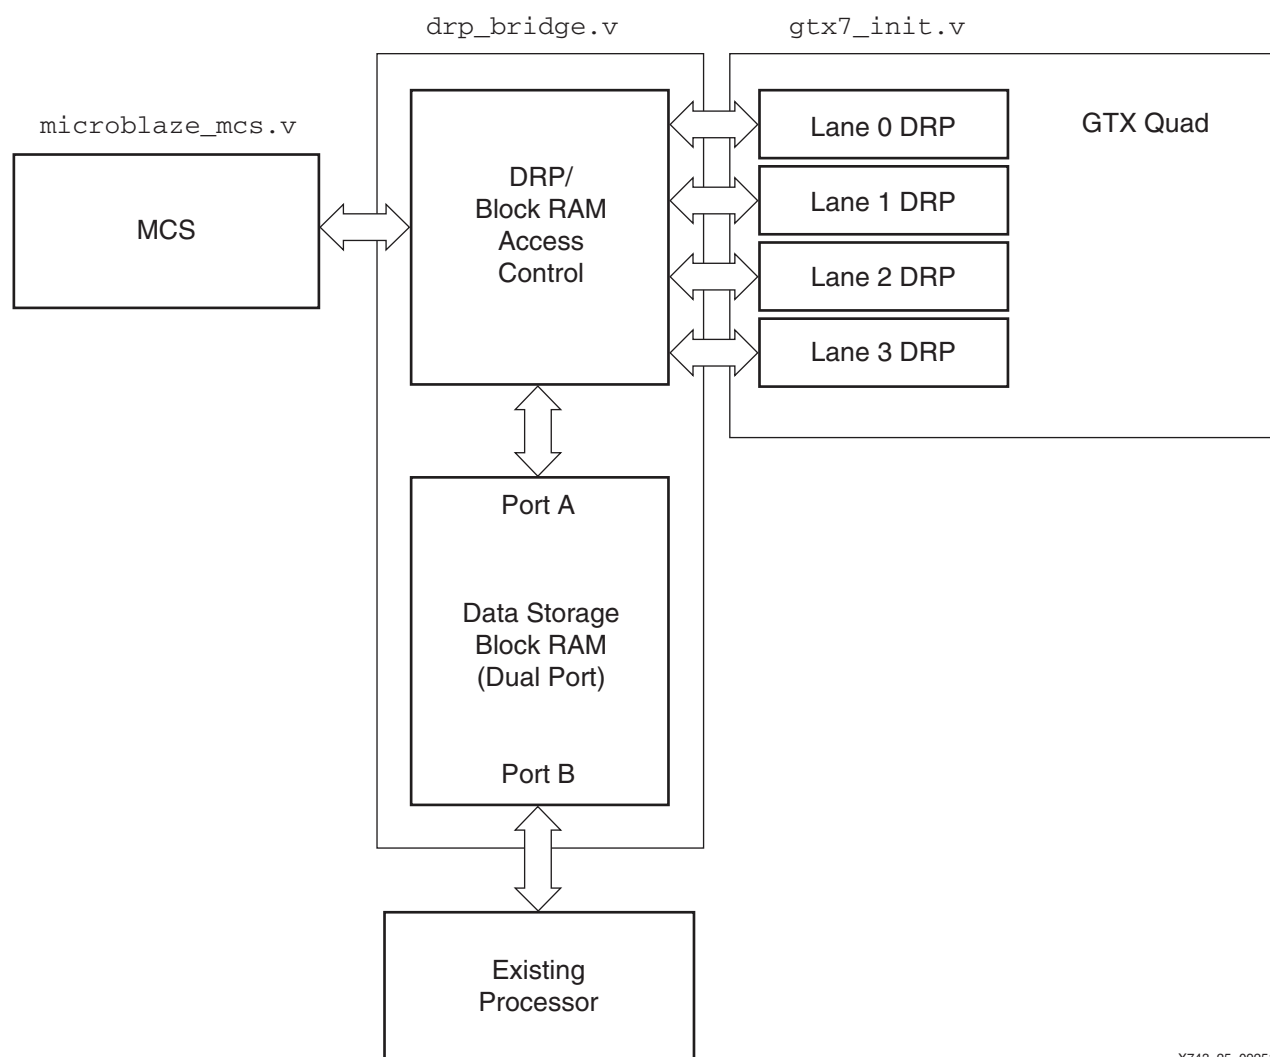 drp_bridge.v
gtx7_init.v
microblaze_mcs.v
MCS
DRP/
Block RAM
Access
Control
Lane 0 DRP
Lane 1 DRP
Lane 2 DRP
Lane 3 DRP
GTX Quad
Port A
Data Storage
Block RAM
(Dual Port)
Port B
Existing
Processor